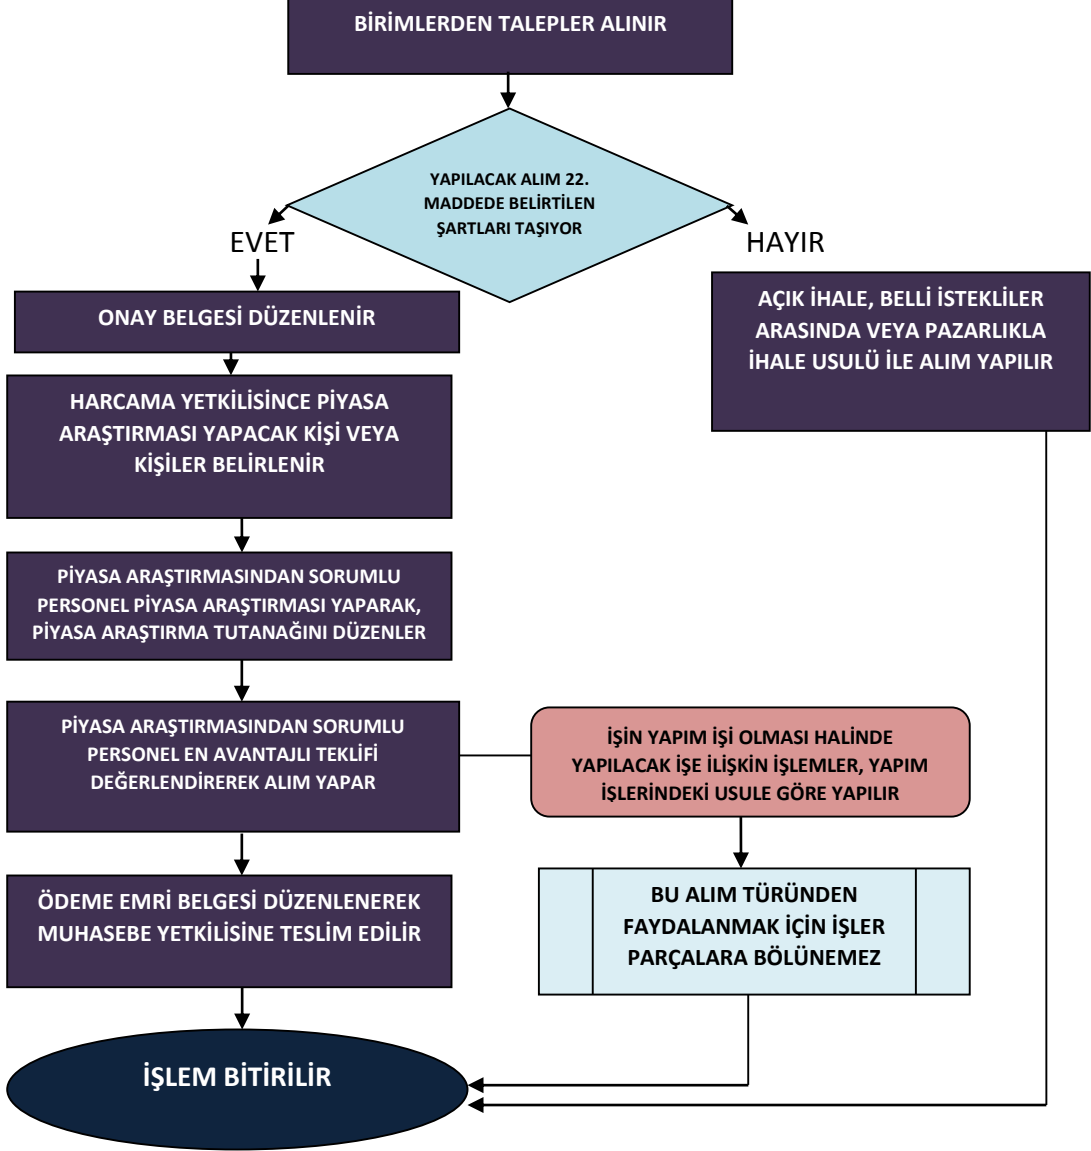 BİRİMLERDEN TALEPLER ALINIR
YAPILACAK ALIM 22.
MADDEDE BELİRTİLEN
ŞARTLARI TAŞIYOR
EVET
HAYIR
ONAY BELGESİ DÜZENLENİR
AÇIK İHALE, BELLİ İSTEKLİLER
ARASINDA VEYA PAZARLIKLA
İHALE USULÜ İLE ALIM YAPILIR
HARCAMA YETKİLİSİNCE PİYASA
ARAŞTIRMASI YAPACAK KİŞİ VEYA
KİŞİLER BELİRLENİR
PİYASA ARAŞTIRMASINDAN SORUMLU
PERSONEL PİYASA ARAŞTIRMASI YAPARAK,
PİYASA ARAŞTIRMA TUTANAĞINI DÜZENLER
PİYASA ARAŞTIRMASINDAN SORUMLU
PERSONEL EN AVANTAJLI TEKLİFİ
DEĞERLENDİREREK ALIM YAPAR
İŞİN YAPIM İŞİ OLMASI HALİNDE
YAPILACAK İŞE İLİŞKİN İŞLEMLER, YAPIM
İŞLERİNDEKİ USULE GÖRE YAPILIR
ÖDEME EMRİ BELGESİ DÜZENLENEREK
MUHASEBE YETKİLİSİNE TESLİM EDİLİR
BU ALIM TÜRÜNDEN
FAYDALANMAK İÇİN İŞLER
PARÇALARA BÖLÜNEMEZ
İŞLEM BİTİRİLİR